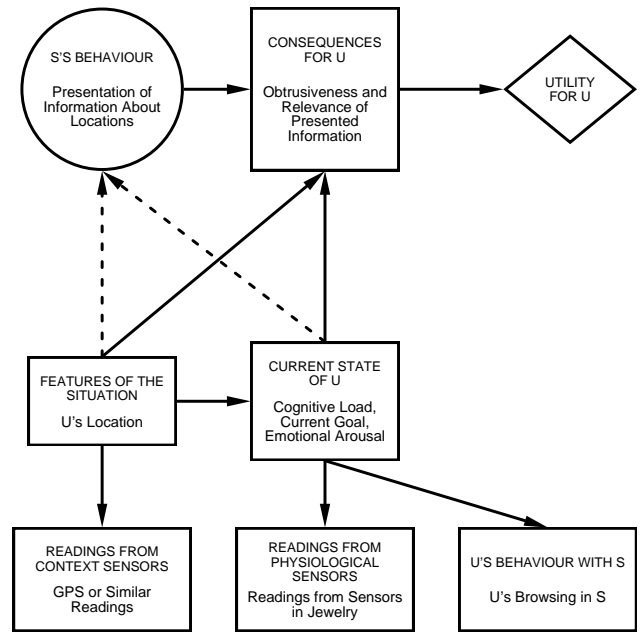 S'S BEHAVIOUR
Presentation of
Information About
Locations
CONSEQUENCES
FOR U
Obtrusiveness and
Relevance of
Presented
Information
UTILITY
FOR U
FEATURES OF THE
SITUATION
U's Location
CURRENT STATE
OF U
Cognitive Load,
Current Goal,
Emotional Arousal
READINGS FROM
CONTEXT SENSORS
GPS or Similar
Readings
READINGS FROM
PHYSIOLOGICAL
SENSORS
Readings from Sensors
in Jewelry
U'S BEHAVIOUR WITH S
U's Browsing in S